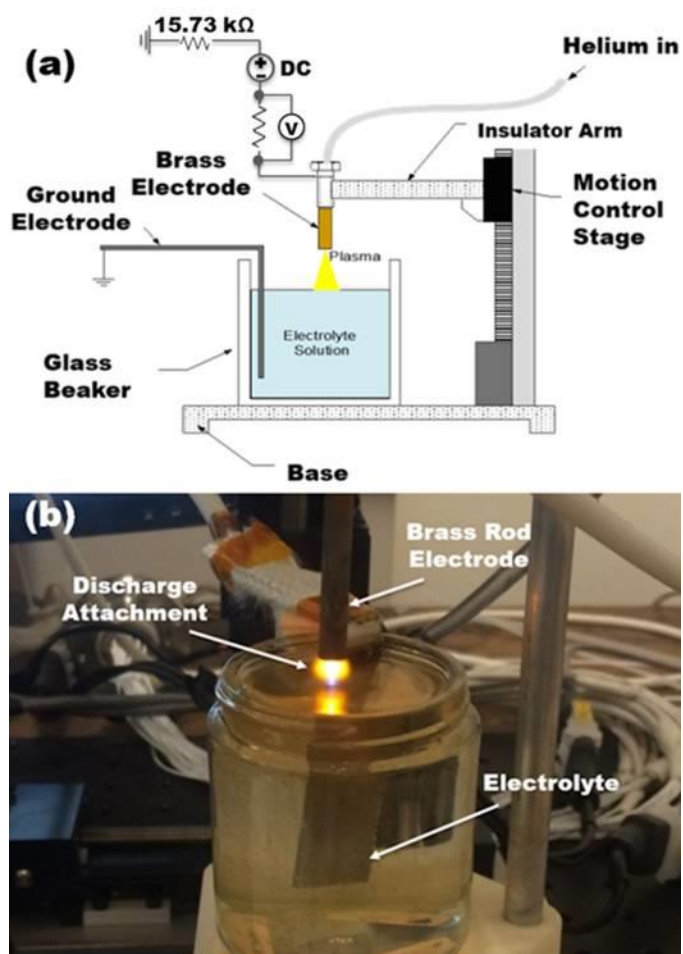 15.73 kΩ
(a)
Helium in
+
−
DC
V
Insulator Arm
Brass
Electrode
Ground
Electrode
Motion
Control
Stage
Plasma
Electrolyte
Solution
Glass
Beaker
Base
(b)
Brass Rod
Electrode
Discharge
Attachment
Electrolyte